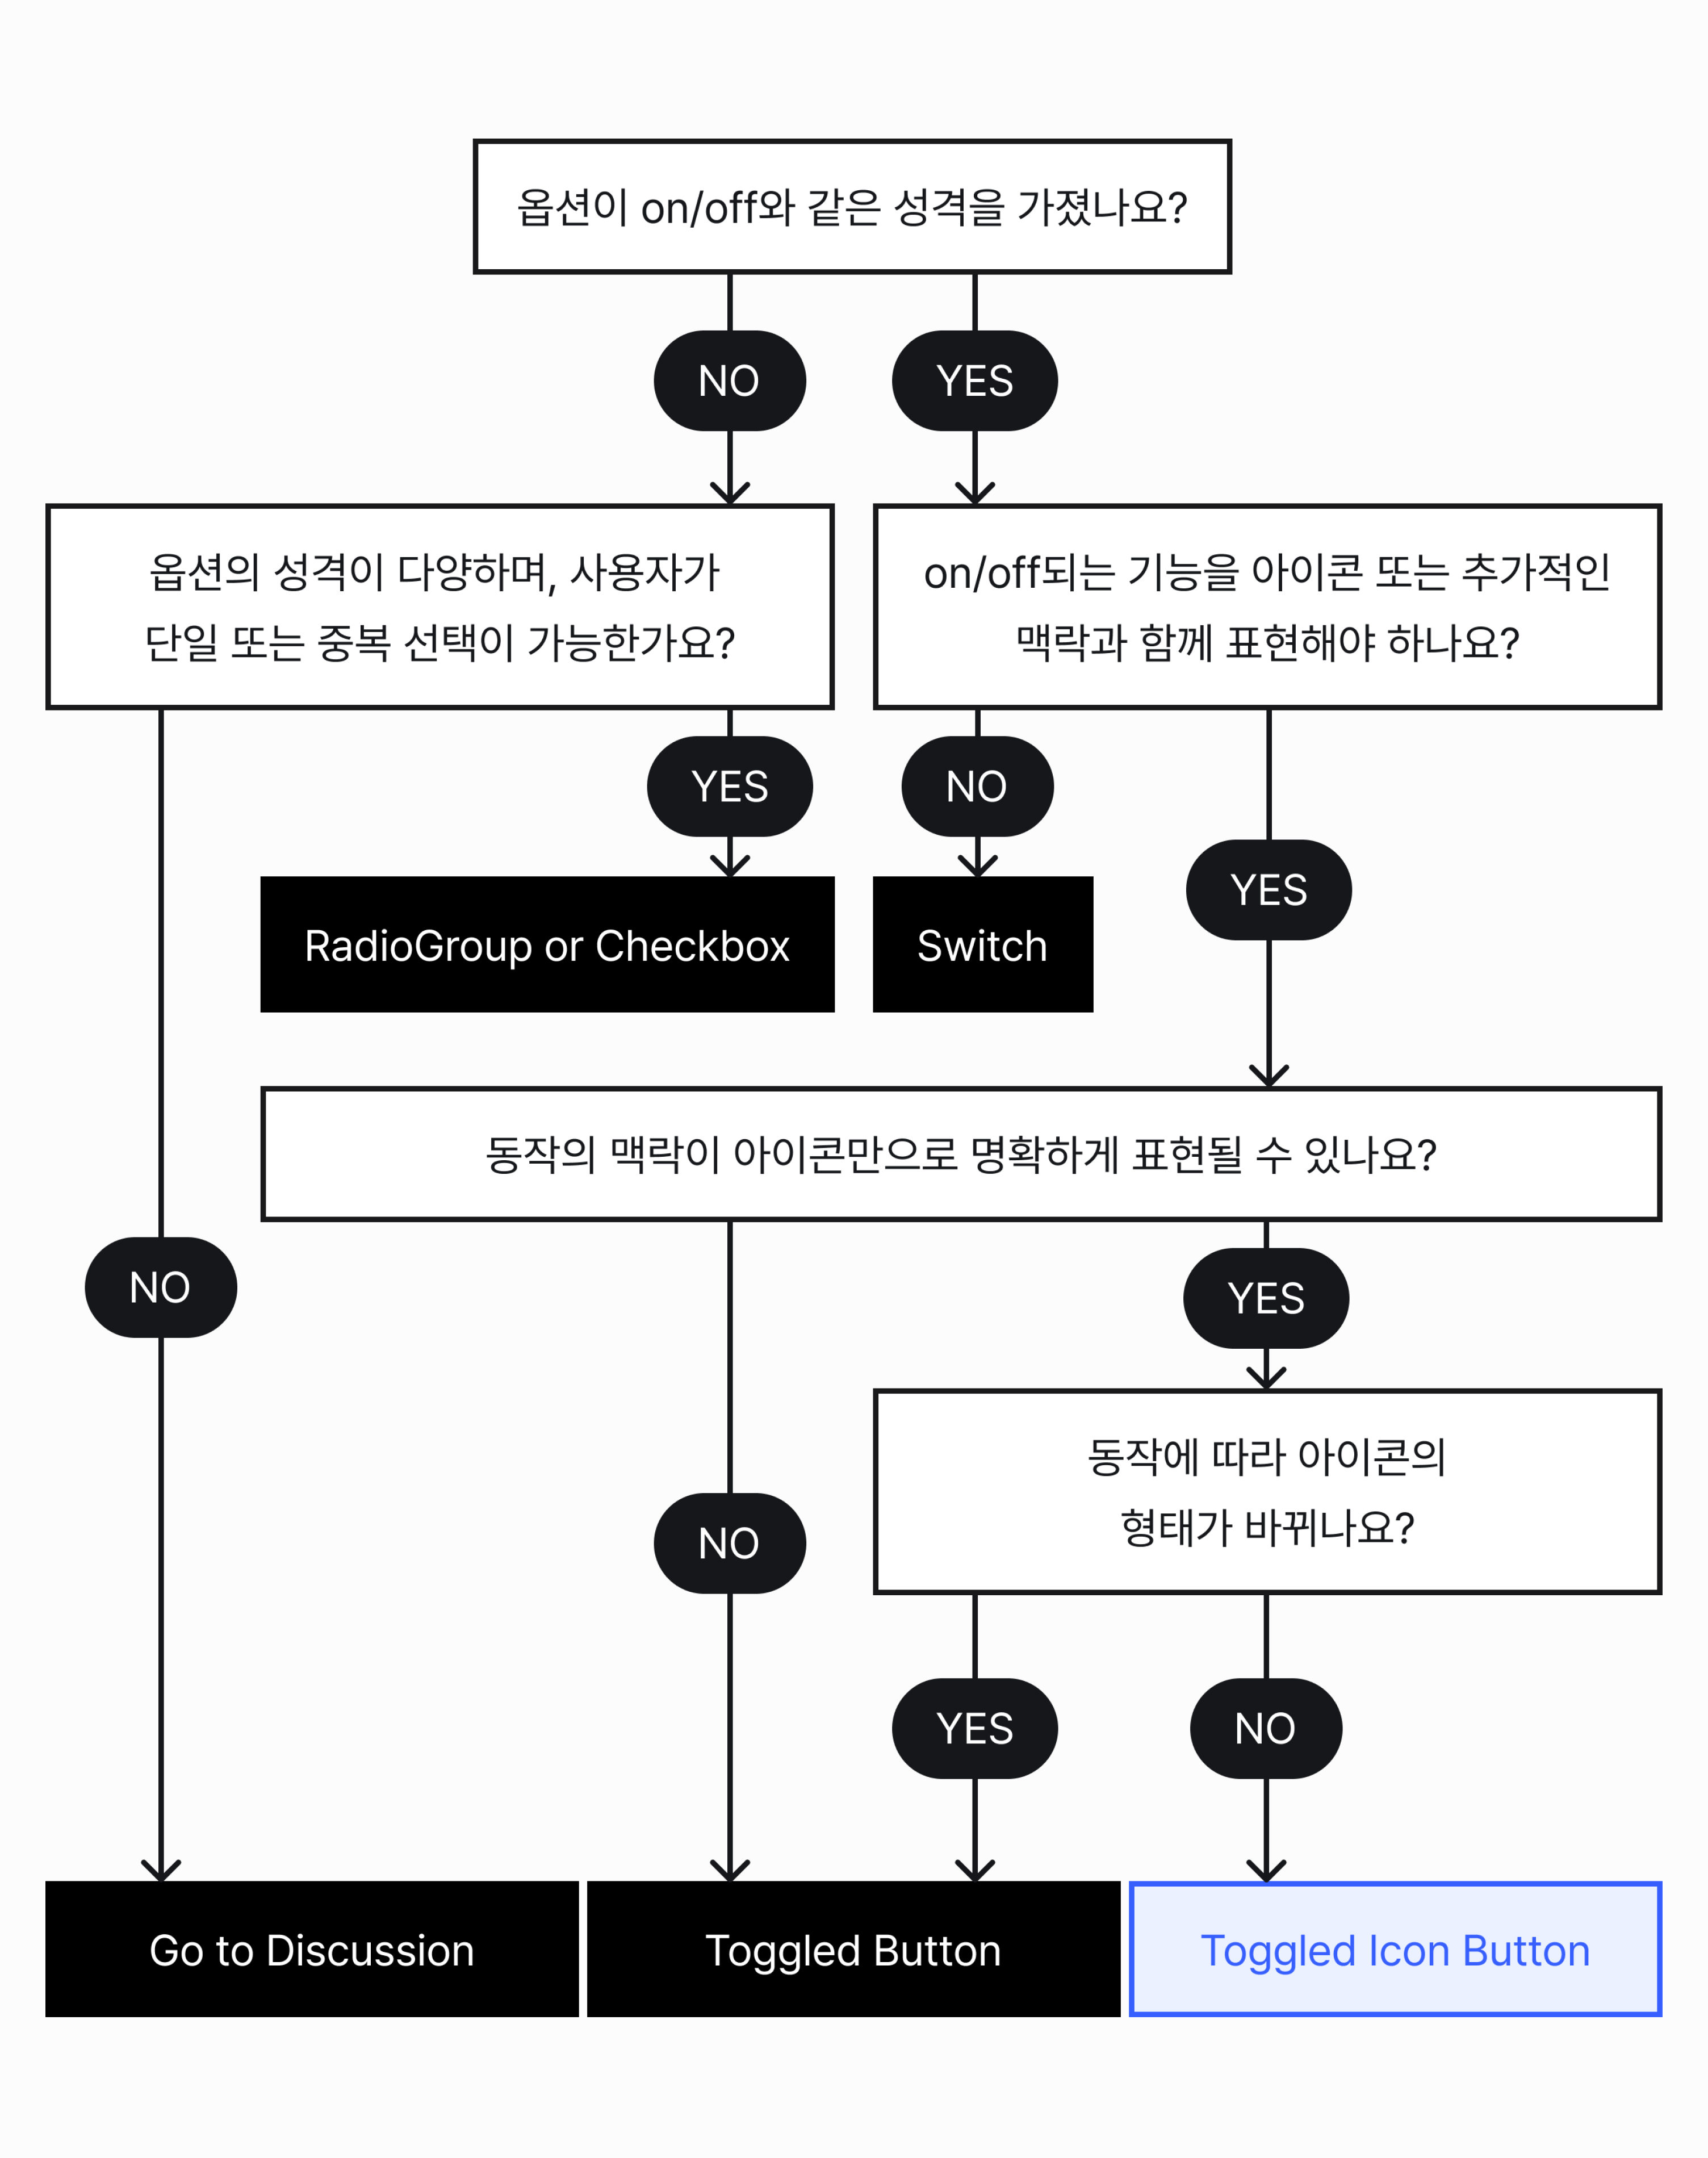 옵션이 on/off와 같은 성격을 가졌나요?
NO
YES
옵션의 성격이 다양하며, 사용자가
단일 또는 중복 선택이 가능한가요?
on/off되는 기능을 아이콘 또는 추가적인
맥락과 함께 표현해야 하나요?
YES
NO
YES
RadioGroup or Checkbox
Switch
동작의 맥락이 아이콘만으로 명확하게 표현될 수 있나요?
NO
YES
동작에 따라 아이콘의
형태가 바뀌나요?
NO
YES
NO
Go to Discussion
Toggled Button
Toggled Icon Button